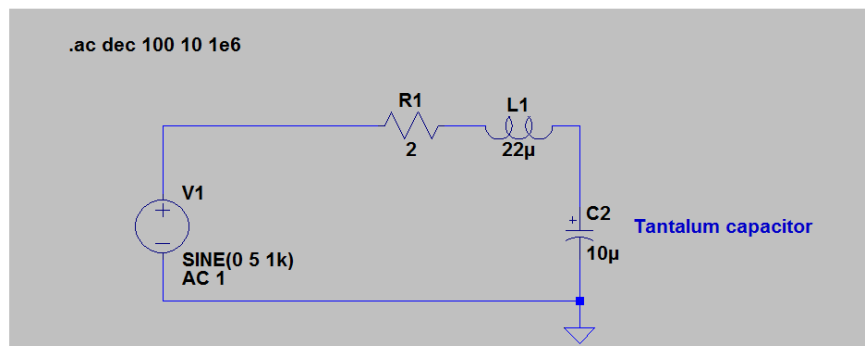 .ac dec 100 10 1e6
R1
L1
2
22µ
V1
SINE(0 5 1k)
AC 1
C2
10µ
Tantalum capacitor